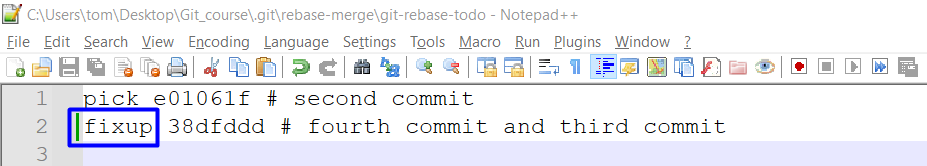 C:\Users\tom\Desktop\Git_course\.git\rebase-merge\git-rebase-todo - Notepad++
File Edit Search View Encoding Language Settings Tools Macro Run Plugins Window ?
1 pick e01061f # second commit
2 fixup 38dfddd # fourth commit and third commit
3